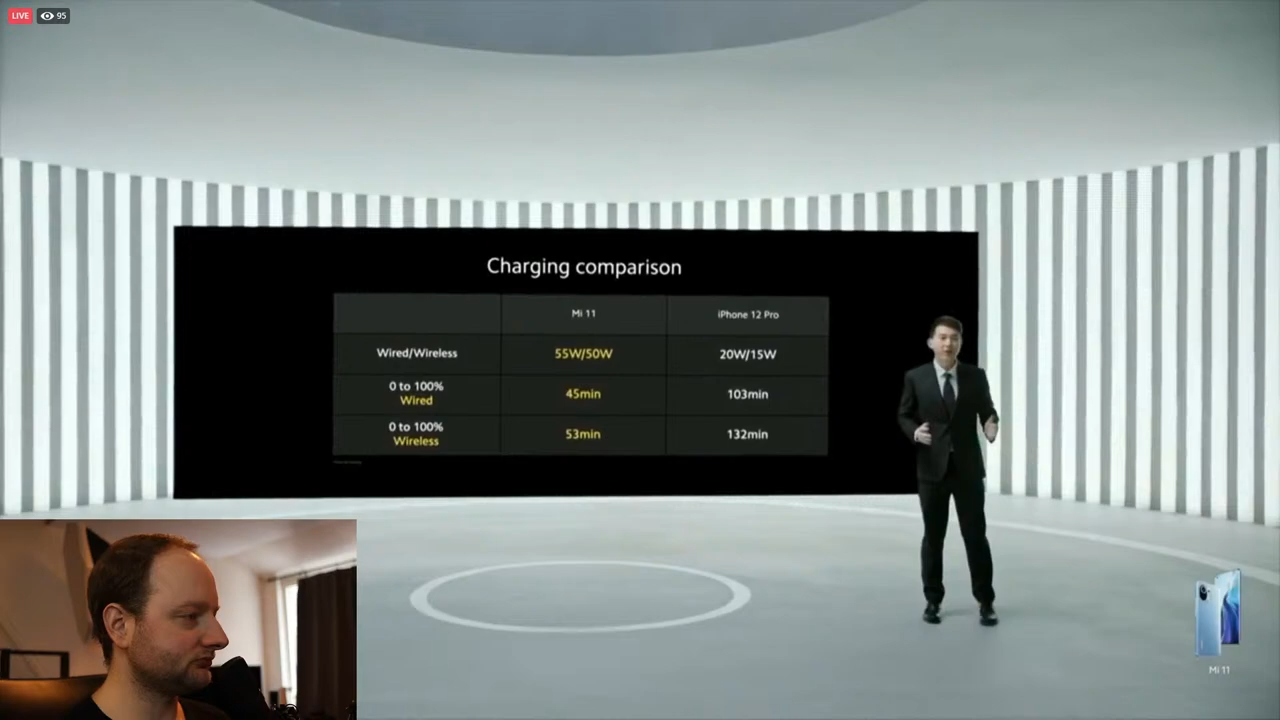 LIVE 95
Charging comparison
Mi 11 iPhone 12 Pro
Wired/Wireless 55W/50W 20W/15W
0 to 100%
Wired 45min 103min
0 to 100%
Wireless 53min 132min
Mi 11